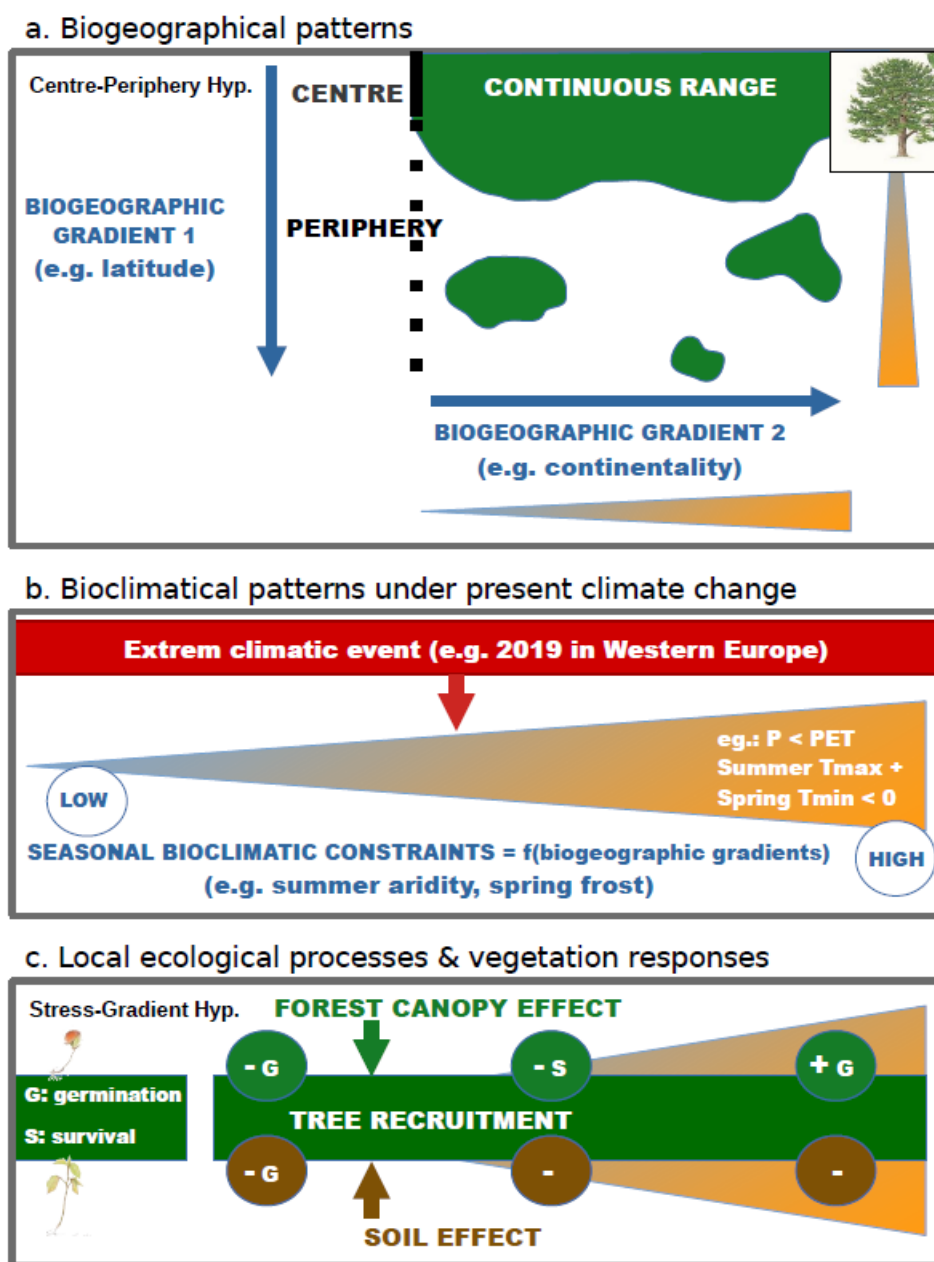 a. Biogeographical patterns
Centre-Periphery Hyp.
CENTRE
CONTINUOUS RANGE
BIOGEOGRAPHIC
GRADIENT 1
(e.g. latitude)
PERIPHERY
BIOGEOGRAPHIC GRADIENT 2
(e.g. continentality)
b. Bioclimatical patterns under present climate change
Extrem climatic event (e.g. 2019 in Western Europe)
eg.: P < PET
Summer Tmax +
Spring Tmin < 0
LOW
HIGH
SEASONAL BIOCLIMATIC CONSTRAINTS = f(biogeographic gradients)
(e.g. summer aridity, spring frost)
c. Local ecological processes & vegetation responses
Stress-Gradient Hyp.
FOREST CANOPY EFFECT
- G
- S
+ G
G: germination
S: survival
TREE RECRUITMENT
- G
-
-
SOIL EFFECT